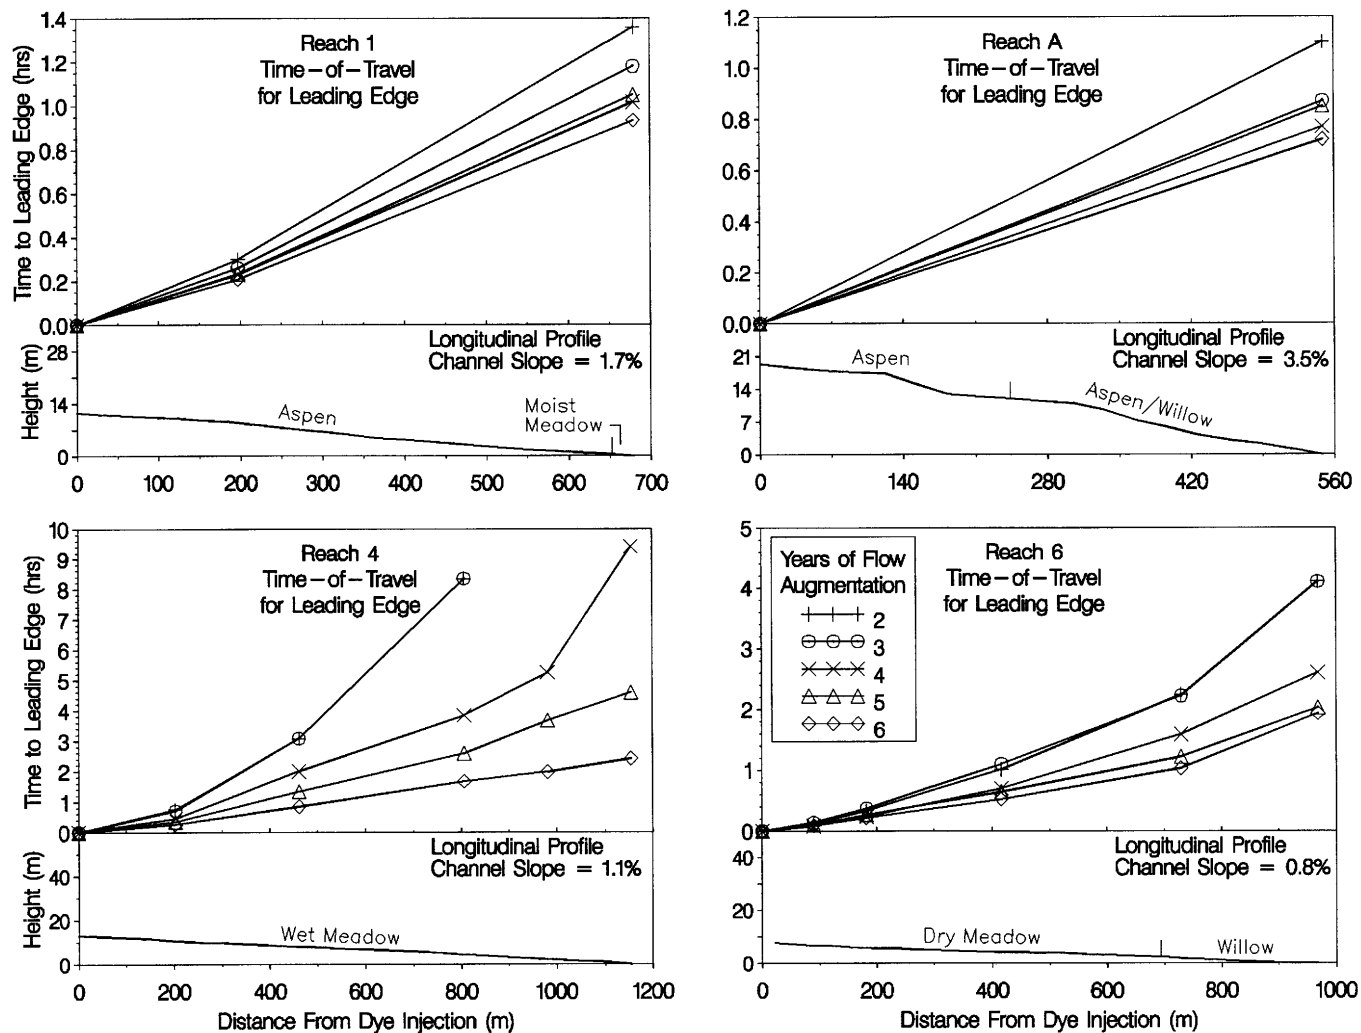 Reach 1
Time-of-Travel
for Leading Edge
Time to Leading Edge (hrs)
1.4
1.2
1.0
0.8
0.6
0.4
0.2
0.0
Longitudinal Profile
Channel Slope = 1.7%
Height (m)
28
14
0
Aspen
Moist
Meadow
0 100 200 300 400 500 600 700
Reach A
Time-of-Travel
for Leading Edge
1.2
1.0
0.8
0.6
0.4
0.2
0.0
Longitudinal Profile
Channel Slope = 3.5%
21
14
7
0
Aspen
Aspen/Willow
0 140 280 420 560
Reach 4
Time-of-Travel
for Leading Edge
Time to Leading Edge (hrs)
10
9
8
7
6
5
4
3
2
1
0
Longitudinal Profile
Channel Slope = 1.1%
Height (m)
40
20
0
Wet Meadow
0 200 400 600 800 1000 1200
Distance From Dye Injection (m)
Reach 6
Time-of-Travel
for Leading Edge
Years of Flow
Augmentation
2
3
4
5
6
5
4
3
2
1
0
Longitudinal Profile
Channel Slope = 0.8%
40
20
0
Dry Meadow
Willow
0 200 400 600 800 1000
Distance From Dye Injection (m)